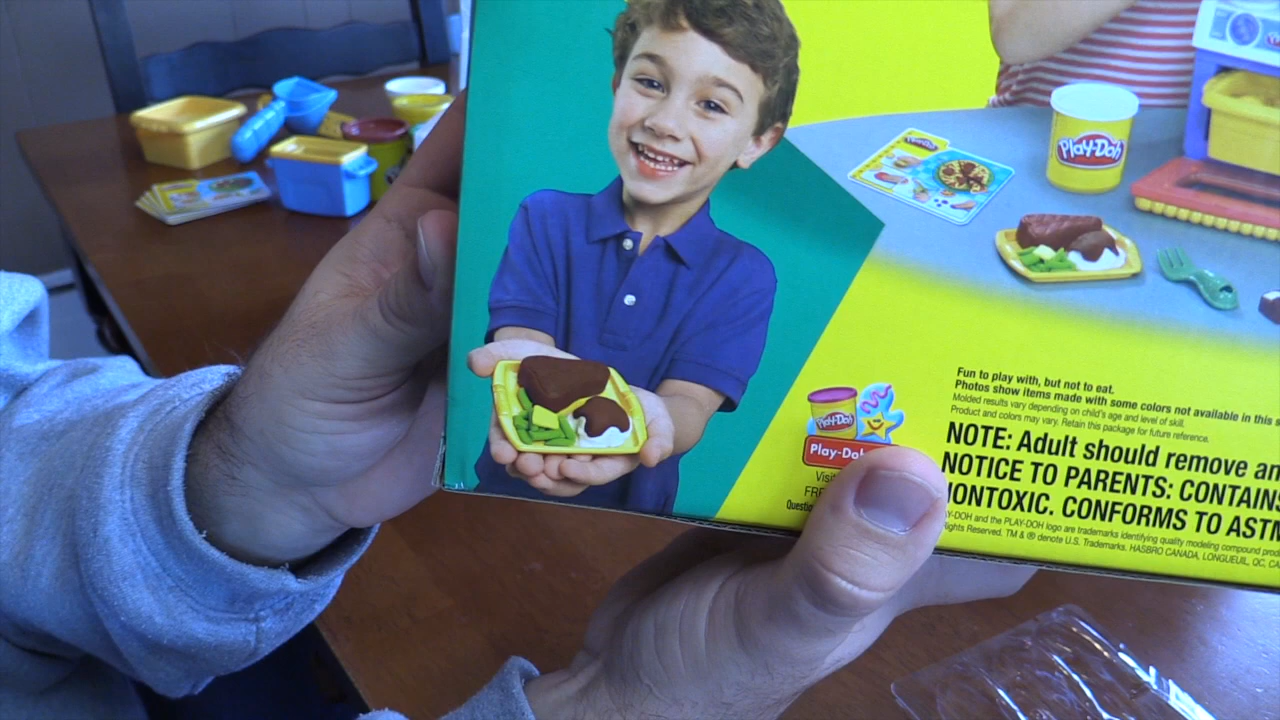 Play-Doh
Play-Doh
Fun to play with, but not to eat.
Photos show items made with some colors not available in this
Molded results vary depending on child's age and level of skill.
Product and colors may vary. Retain this package for future reference.
NOTE: Adult should remove
NOTICE TO PARENTS: CONTAINS
NONTOXIC. CONFORMS TO ASTM
PLAY-DOH and the PLAY-DOH logo are trademarks identifying quality modeling compound
Rights Reserved. TM & ® denote U.S. Trademarks. HASBRO CANADA, LONGUEUIL, QC,
Play-Doh
Play-Doh
Visit
FRE
Questio